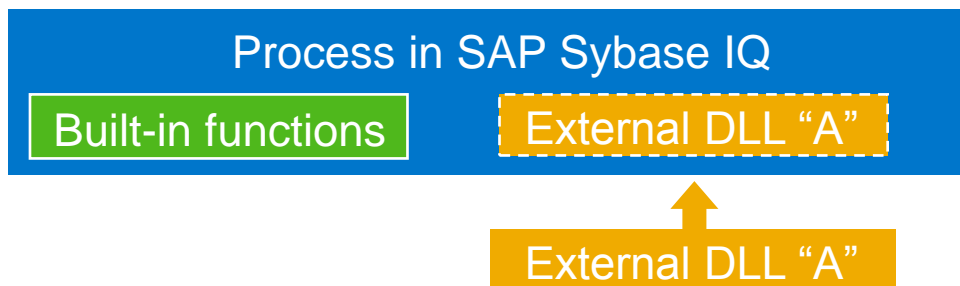 Process in SAP Sybase IQ
Built-in functions
External DLL “A”
External DLL “A”